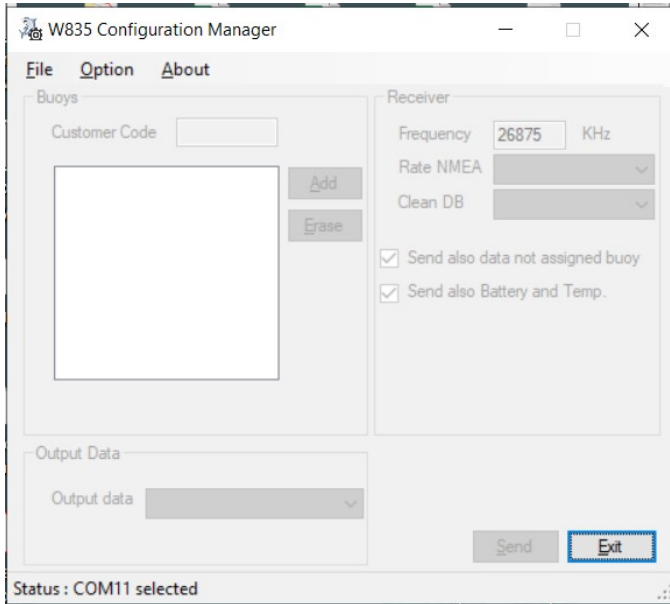 W835 Configuration Manager
File Option About
Buoys
Customer Code
Add
Erase
Receiver
Frequency 26875 KHz
Rate NMEA
Clean DB
Send also data not assigned buoy
Send also Battery and Temp.
Output Data
Output data
Send Exit
Status : COM11 selected